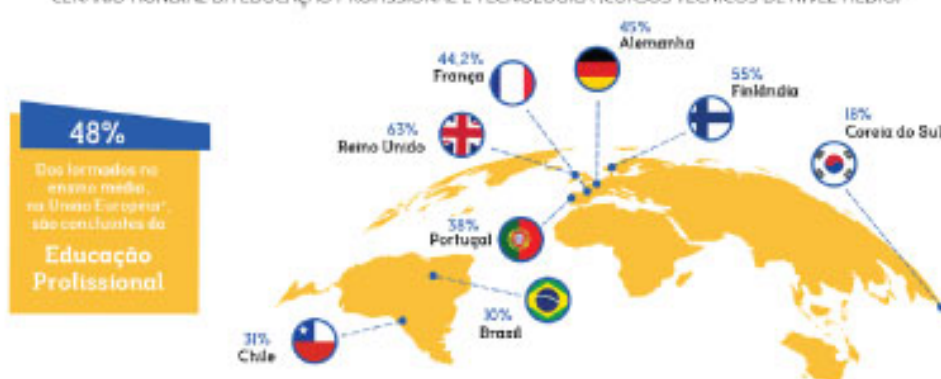 48%
Dos formados no
ensino médio,
na União Europeia*,
são concluintes da
Educação
Profissional
45%
Alemanha
44,2%
França
55%
Finlândia
63%
Reino Unido
18%
Coreia do Sul
38%
Portugal
10%
Brasil
31%
Chile